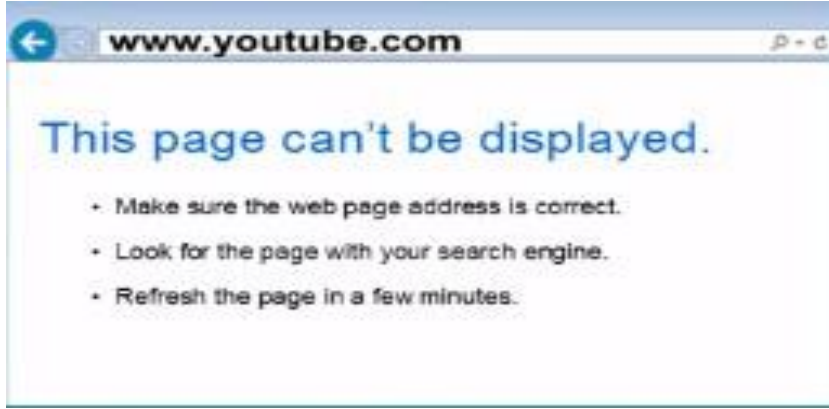 www.youtube.com
This page can't be displayed.
• Make sure the web page address is correct.
• Look for the page with your search engine.
• Refresh the page in a few minutes.